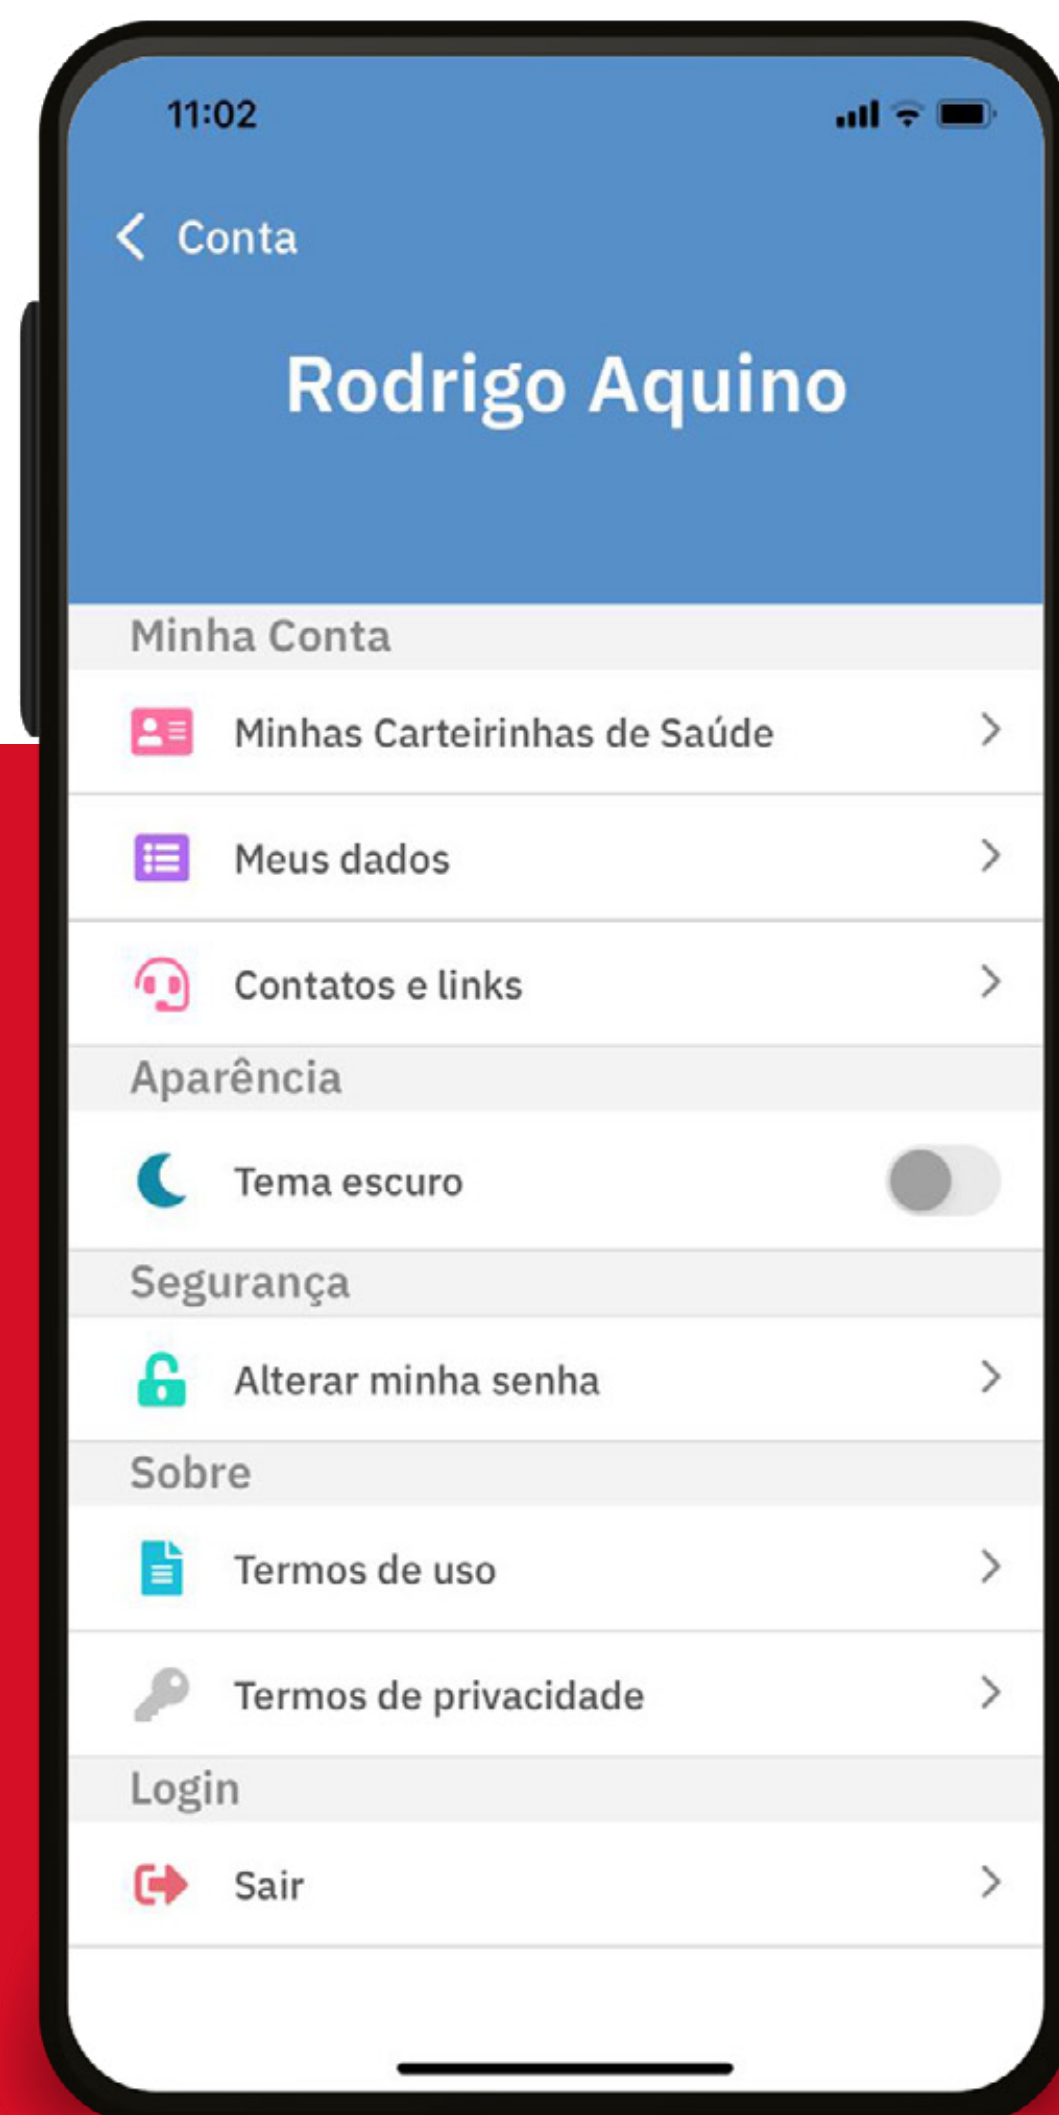 11:02
Conta
Rodrigo Aquino
Minha Conta
Minhas Carteirinhas de Saúde
Meus dados
Contatos e links
Aparência
Tema escuro
Segurança
Alterar minha senha
Sobre
Termos de uso
Termos de privacidade
Login
Sair